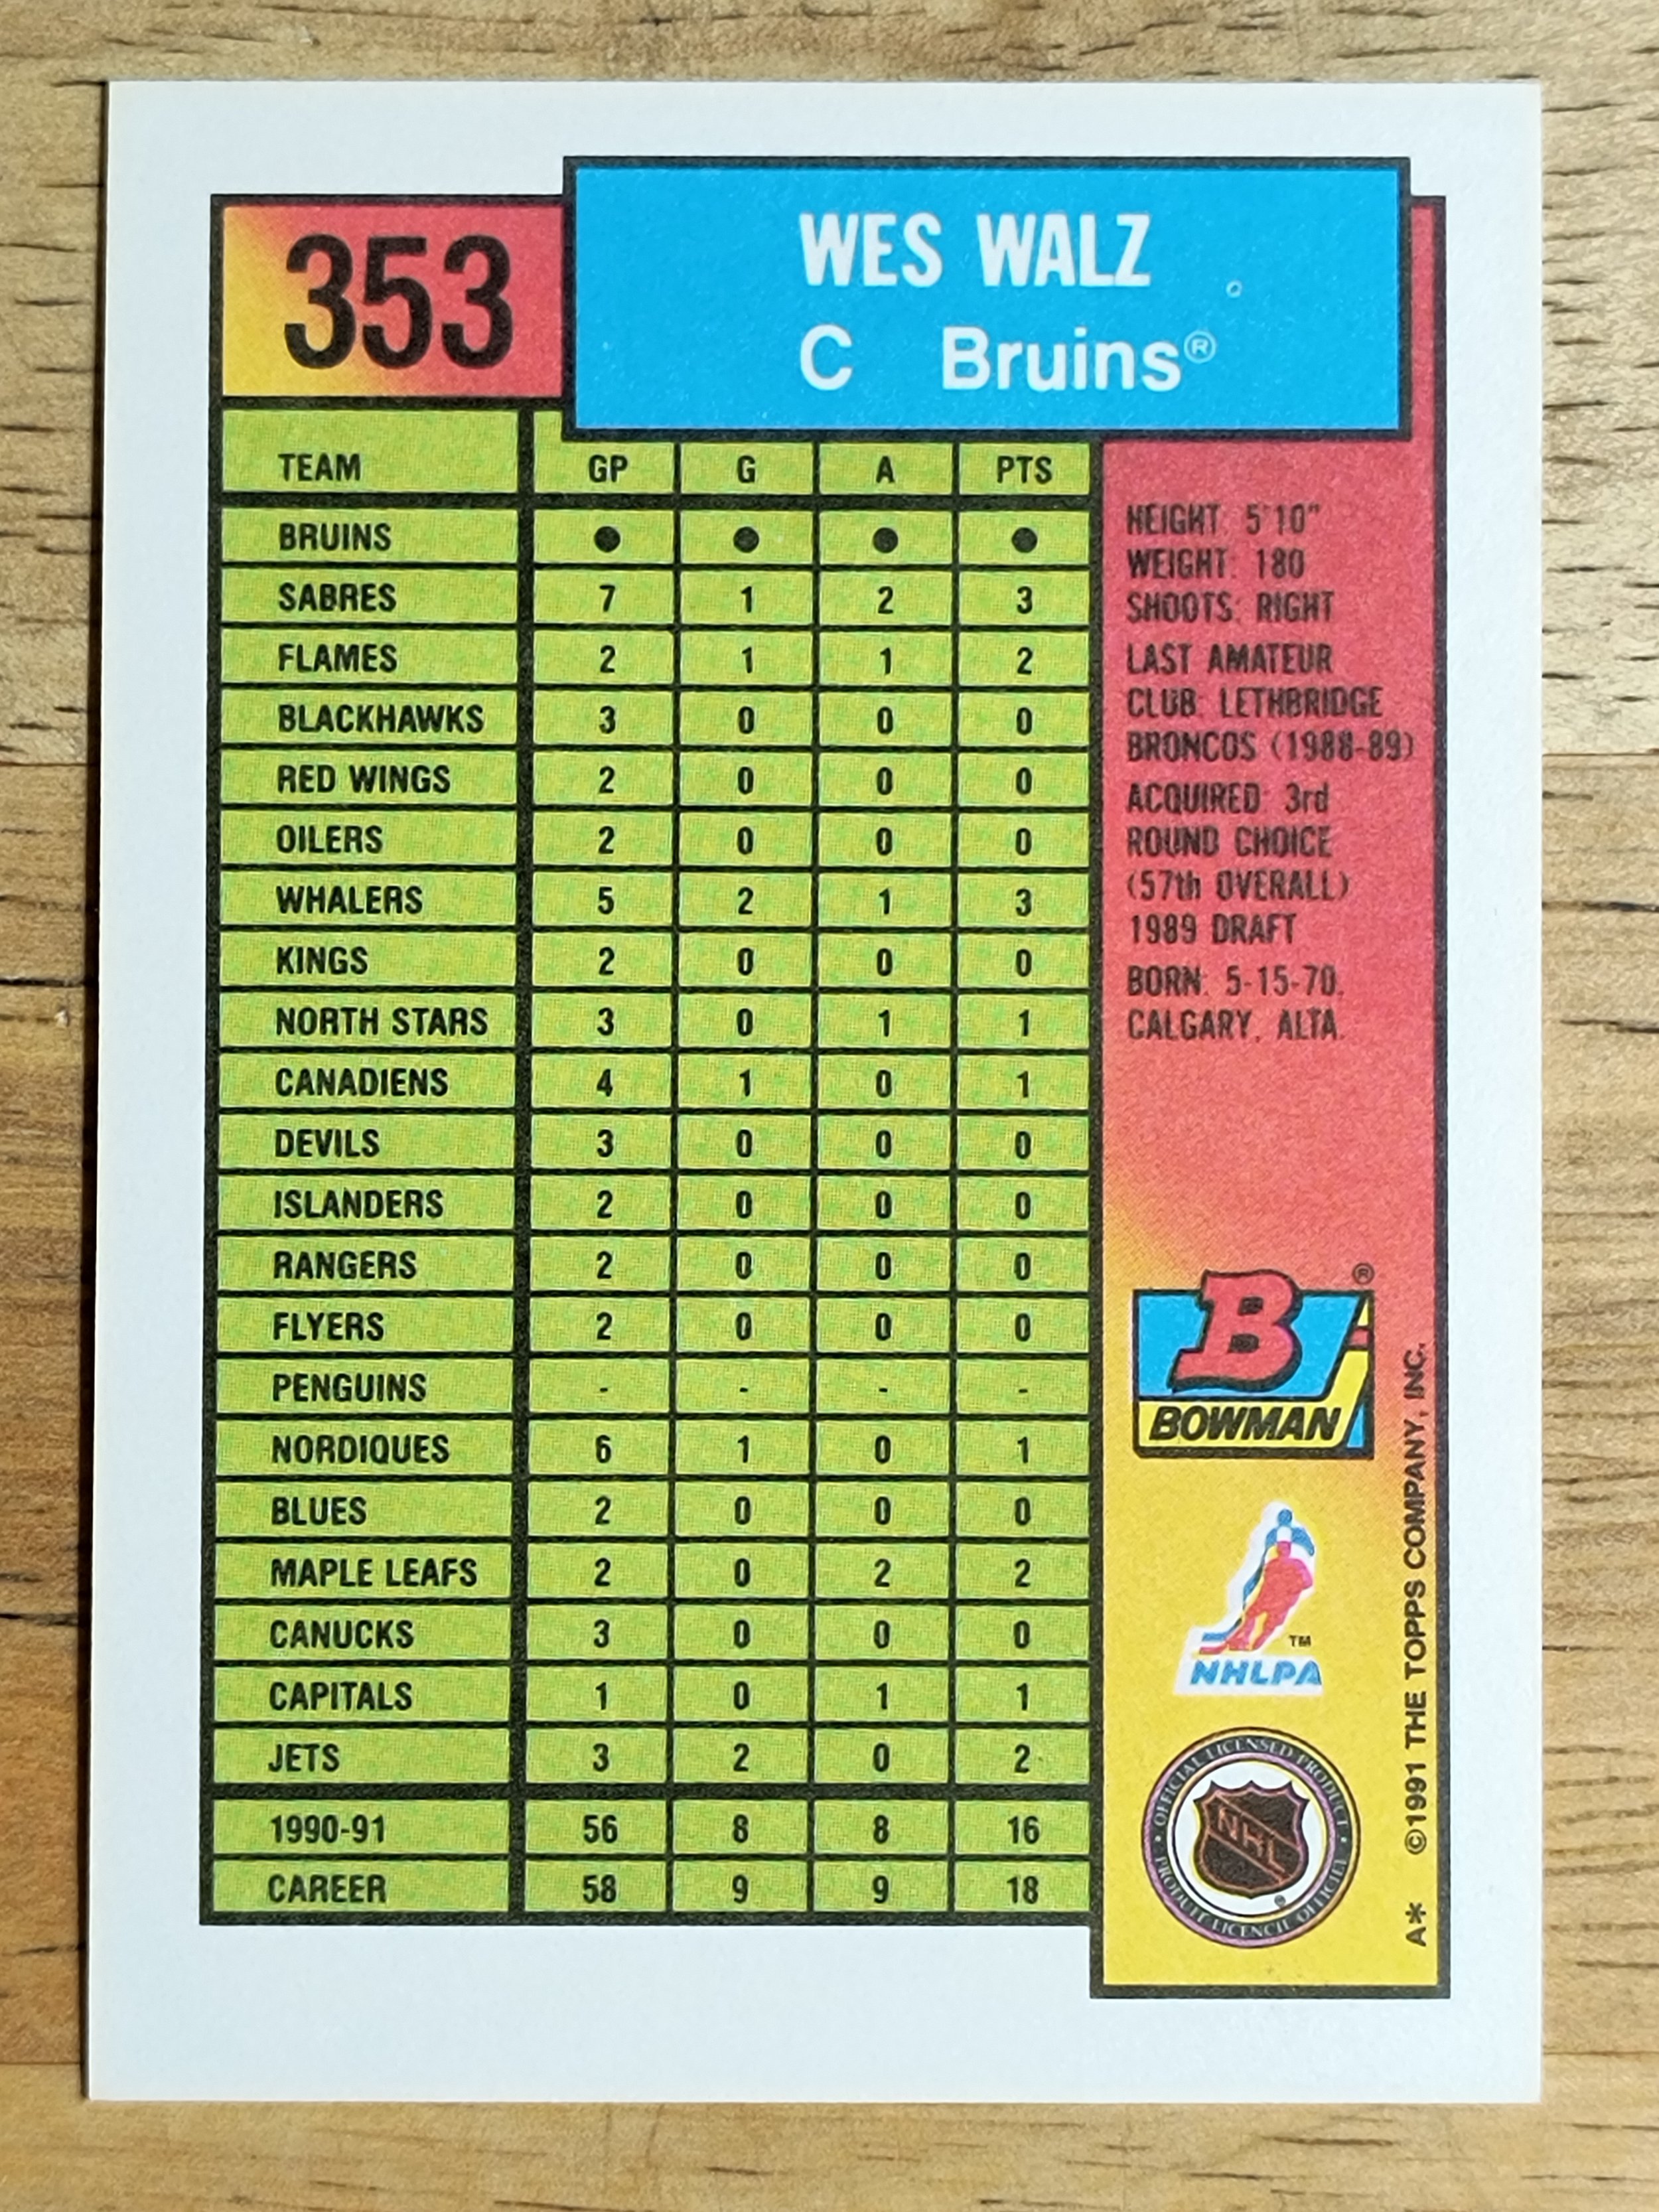 353
WES WALZ
C Bruins®
TEAM GP G A PTS
BRUINS ● ● ● ●
SABRES 7 1 2 3
FLAMES 2 1 1 2
BLACKHAWKS 3 0 0 0
RED WINGS 2 0 0 0
OILERS 2 0 0 0
WHALERS 5 2 1 3
KINGS 2 0 0 0
NORTH STARS 3 0 1 1
CANADIENS 4 1 0 1
DEVILS 3 0 0 0
ISLANDERS 2 0 0 0
RANGERS 2 0 0 0
FLYERS 2 0 0 0
PENGUINS - - - -
NORDIQUES 6 1 0 1
BLUES 2 0 0 0
MAPLE LEAFS 2 0 2 2
CANUCKS 3 0 0 0
CAPITALS 1 0 1 1
JETS 3 2 0 2
1990-91 56 8 8 16
CAREER 58 9 9 18
HEIGHT: 5'10"
WEIGHT: 180
SHOOTS: RIGHT
LAST AMATEUR
CLUB: LETHBRIDGE
BRONCOS (1988-89)
ACQUIRED: 3rd
ROUND CHOICE
(57th OVERALL)
1989 DRAFT
BORN: 5-15-70,
CALGARY, ALTA.
B ®
BOWMAN
TM
NHLPA
• OFFICIAL LICENSED PRODUCT •
NHL ®
PRODUIT LICENCIÉ OFFICIEL
A* ©1991 THE TOPPS COMPANY, INC.